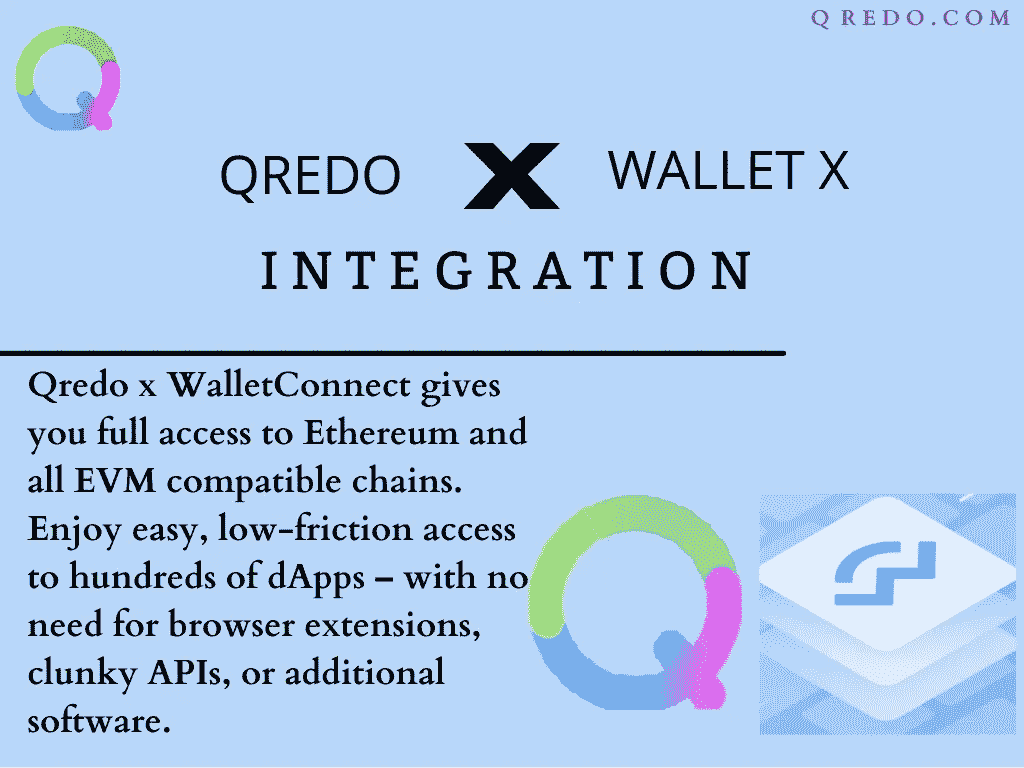 QREDO.COM
QREDO X WALLET X
INTEGRATION
Qredo x WalletConnect gives
you full access to Ethereum and
all EVM compatible chains.
Enjoy easy, low-friction access
to hundreds of dApps – with no
need for browser extensions,
clunky APIs, or additional
software.